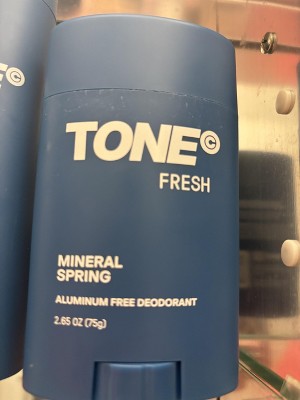 TONE©
FRESH
MINERAL
SPRING
ALUMINUM FREE DEODORANT
2.65 OZ (75g)